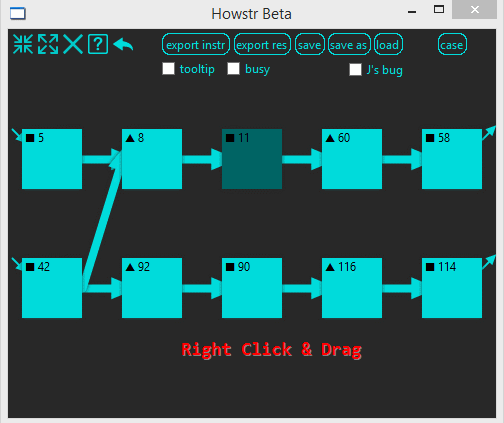 Howstr Beta
export instr export res save save as load case
tooltip busy J's bug
5 8 11 60 58
42 92 90 116 114
Right Click & Drag